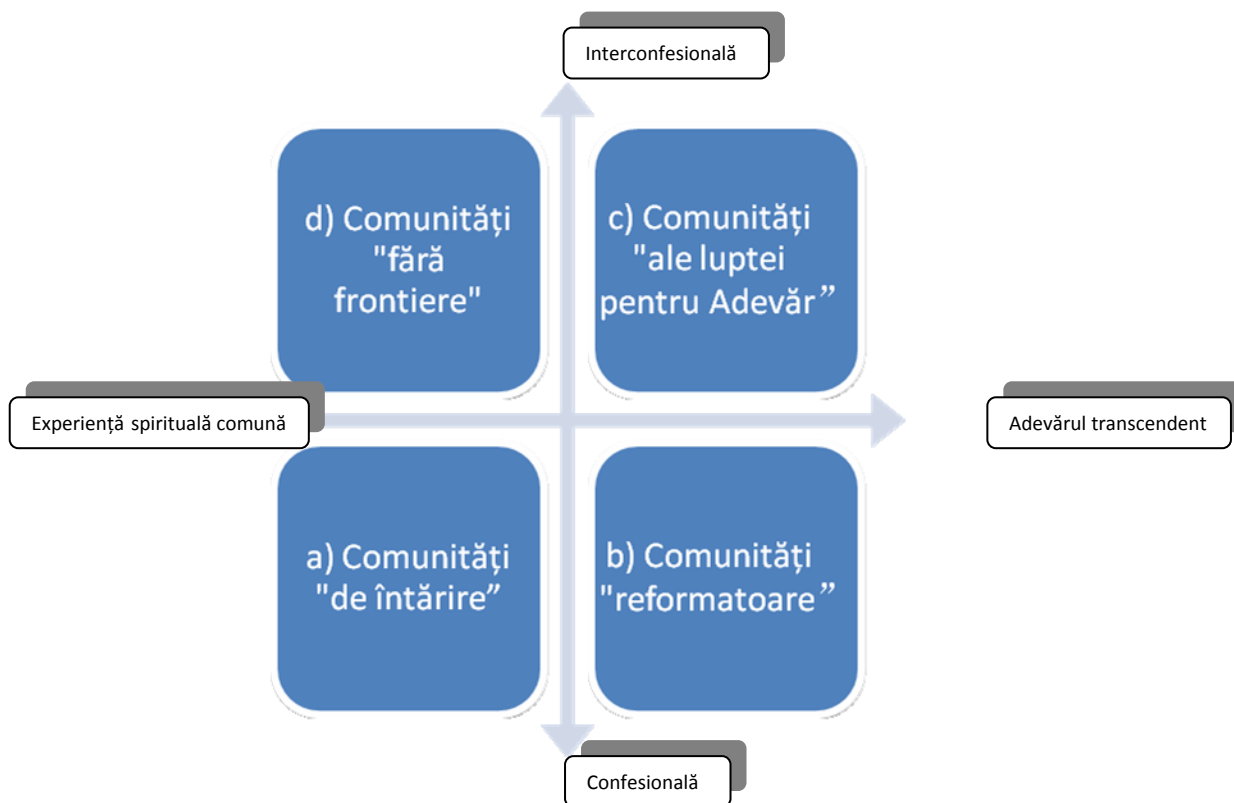 Interconfesională
d) Comunități
"fără
frontiere"
c) Comunități
"ale luptei
pentru Adevăr”
Experiență spirituală comună
Adevărul transcendent
a) Comunități
"de întărire”
b) Comunități
"reformatoare”
Confesională